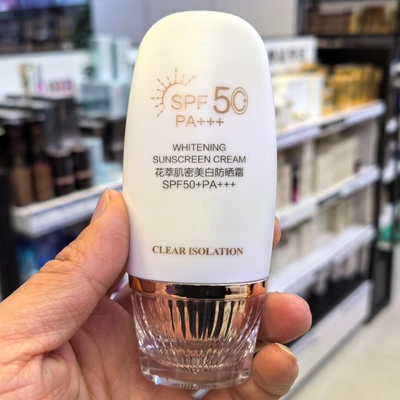 SPF 50
PA+++
WHITENING
SUNSCREEN CREAM
花萃肌密美白防晒霜
SPF50+PA+++
CLEAR ISOLATION